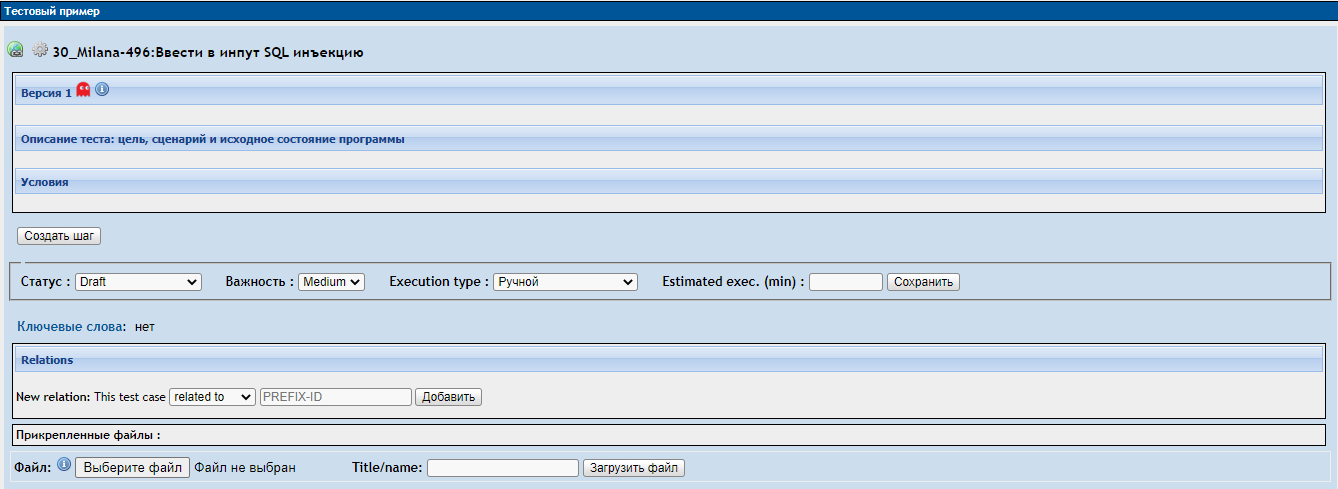 Тестовый пример
30_Milana-496:Ввести в инпут SQL инъекцию
Версия 1
Описание теста: цель, сценарий и исходное состояние программы
Условия
Создать шаг
Статус : Draft Важность : Medium Execution type : Ручной Estimated exec. (min) : Сохранить
Ключевые слова: нет
Relations
New relation: This test case related to PREFIX-ID Добавить
Прикрепленные файлы :
Файл: Выберите файл Файл не выбран Title/name: Загрузить файл